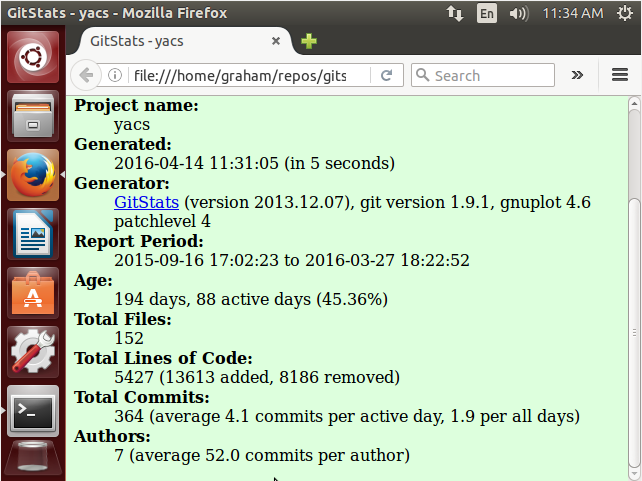 GitStats - yacs - Mozilla Firefox
En
11:34 AM
GitStats - yacs
file:///home/graham/repos/gits
Search
Project name:
yacs
Generated:
2016-04-14 11:31:05 (in 5 seconds)
Generator:
GitStats (version 2013.12.07), git version 1.9.1, gnuplot 4.6
patchlevel 4
Report Period:
2015-09-16 17:02:23 to 2016-03-27 18:22:52
Age:
194 days, 88 active days (45.36%)
Total Files:
152
Total Lines of Code:
5427 (13613 added, 8186 removed)
Total Commits:
364 (average 4.1 commits per active day, 1.9 per all days)
Authors:
7 (average 52.0 commits per author)